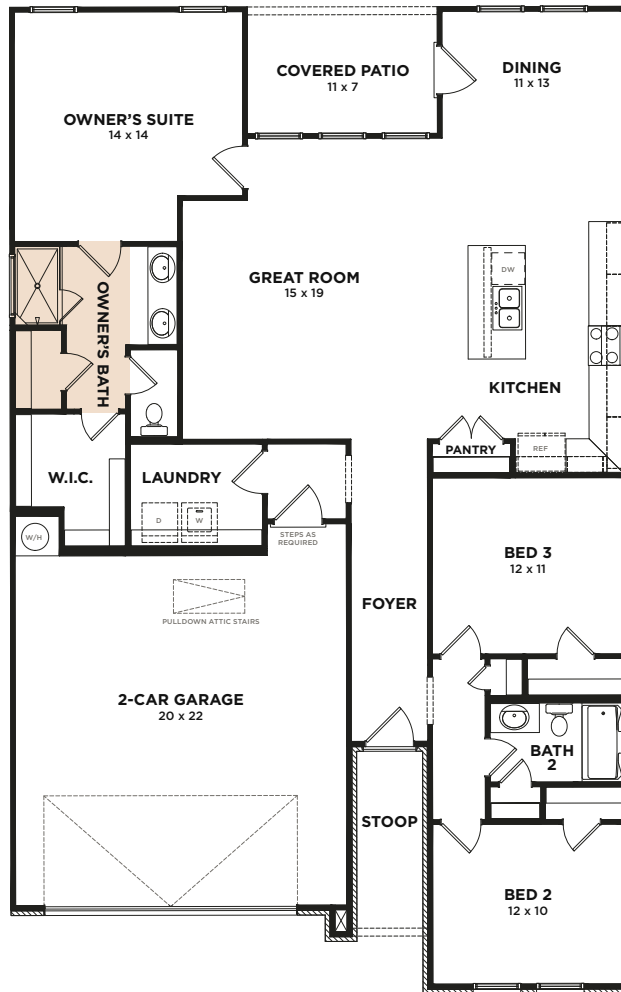 COVERED PATIO
11 x 7
DINING
11 x 13
OWNER'S SUITE
14 x 14
GREAT ROOM
15 x 19
DW
OWNER'S BATH
KITCHEN
PANTRY
REF
W.I.C.
LAUNDRY
D
W
W/H
STEPS AS
REQUIRED
BED 3
12 x 11
FOYER
PULLDOWN ATTIC STAIRS
2-CAR GARAGE
20 x 22
BATH
2
STOOP
BED 2
12 x 10